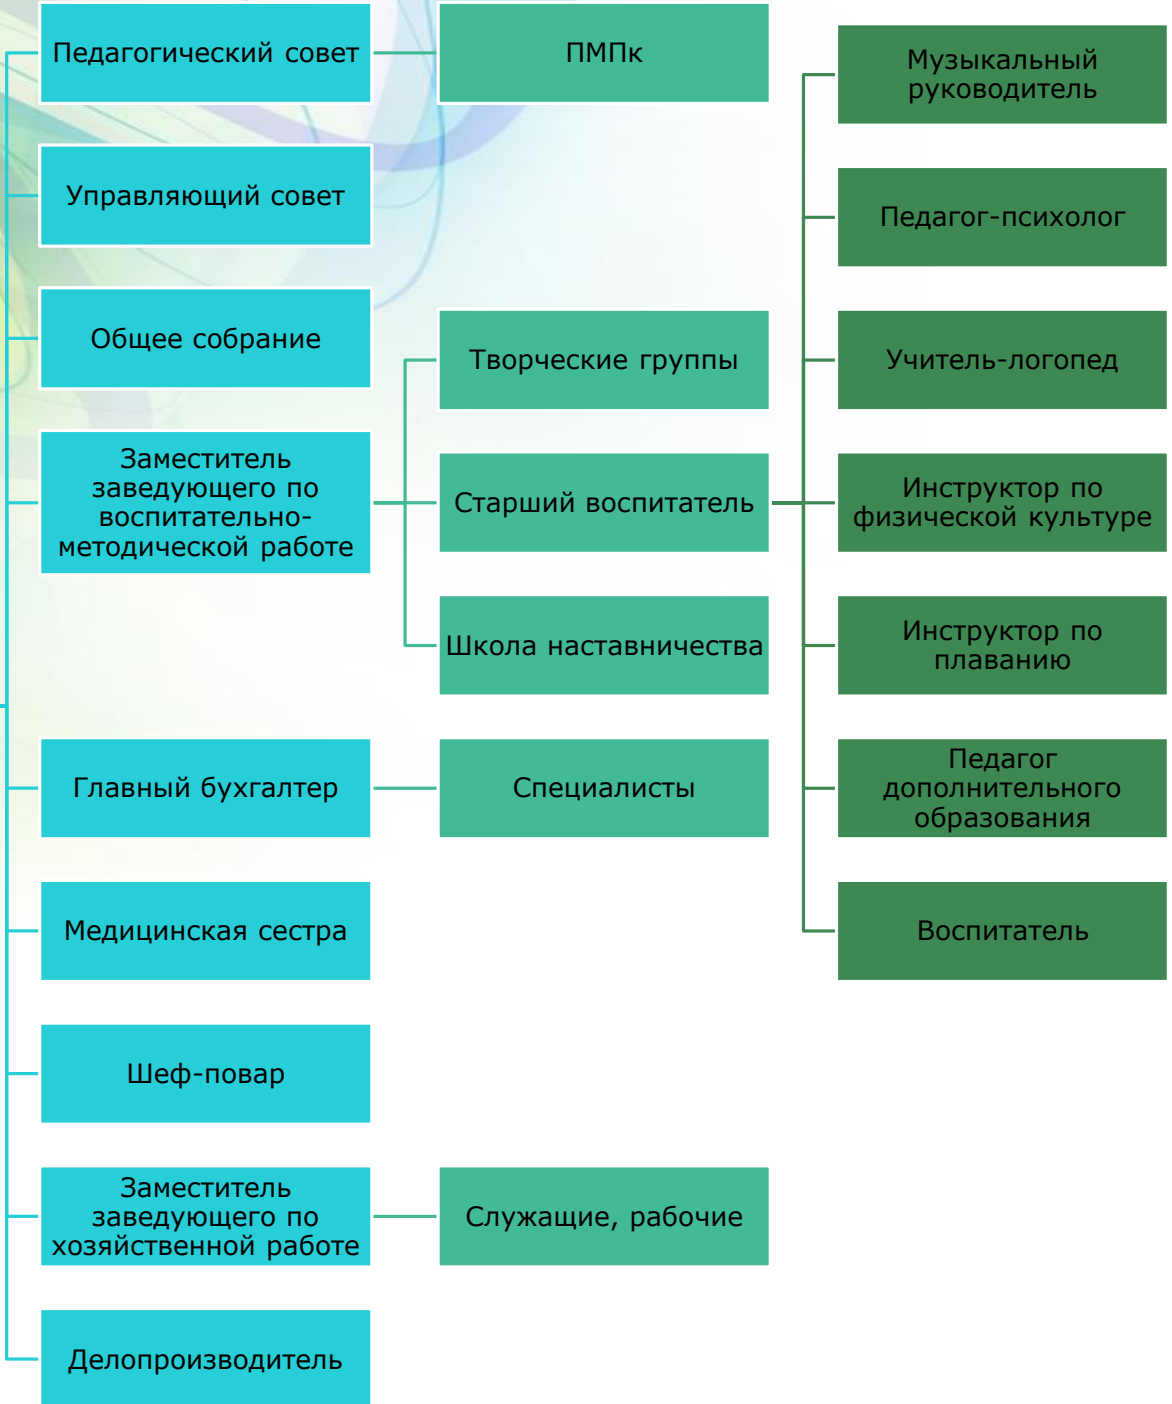 Педагогический совет
ПМПк
Музыкальный
руководитель
Управляющий совет
Педагог-психолог
Общее собрание
Творческие группы
Учитель-логопед
Заместитель
заведующего по
воспитательно-
методической работе
Старший воспитатель
Инструктор по
физической культуре
Школа наставничества
Инструктор по
плаванию
Главный бухгалтер
Специалисты
Педагог
дополнительного
образования
Медицинская сестра
Воспитатель
Шеф-повар
Заместитель
заведующего по
хозяйственной работе
Служащие, рабочие
Делопроизводитель